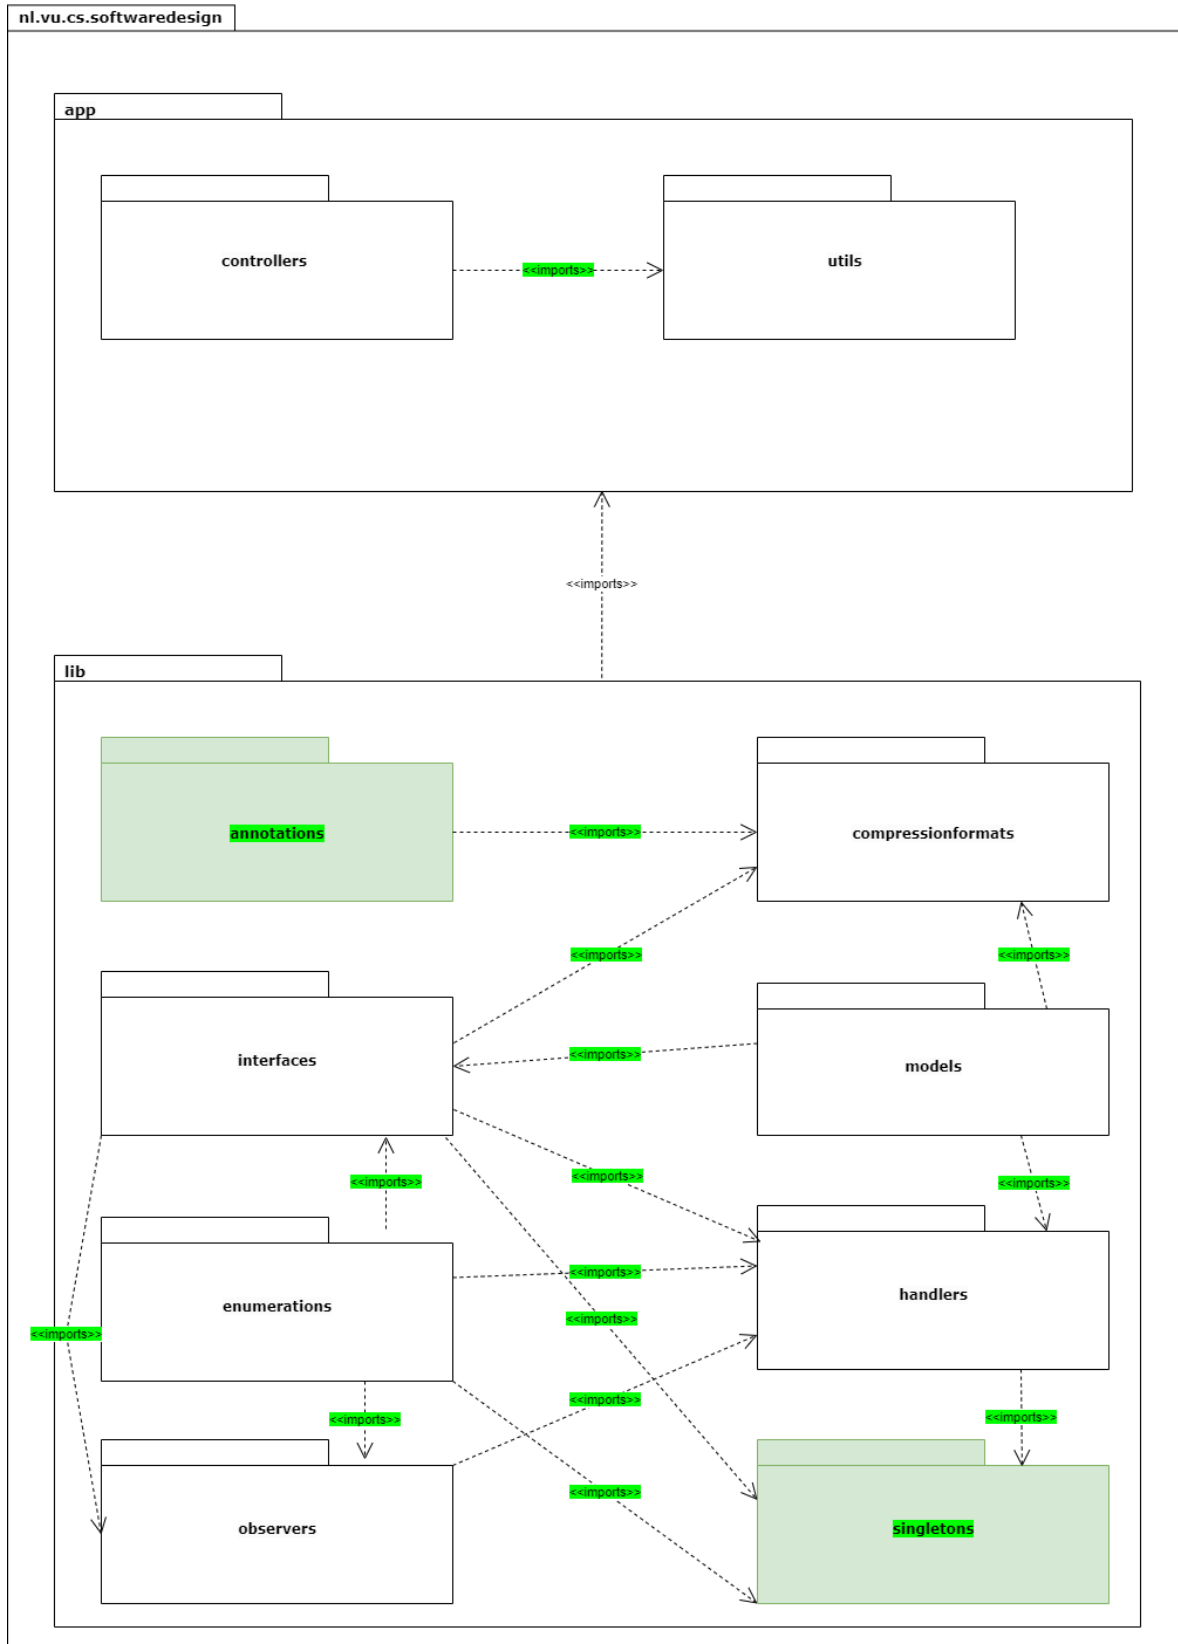 nl.vu.cs.softwaredesign
app
controllers
<<imports>>
utils
<<imports>>
lib
annotations
<<imports>>
compressionformats
<<imports>>
<<imports>>
interfaces
<<imports>>
models
<<imports>>
<<imports>>
<<imports>>
enumerations
<<imports>>
handlers
<<imports>>
<<imports>>
<<imports>>
<<imports>>
<<imports>>
<<imports>>
observers
singletons